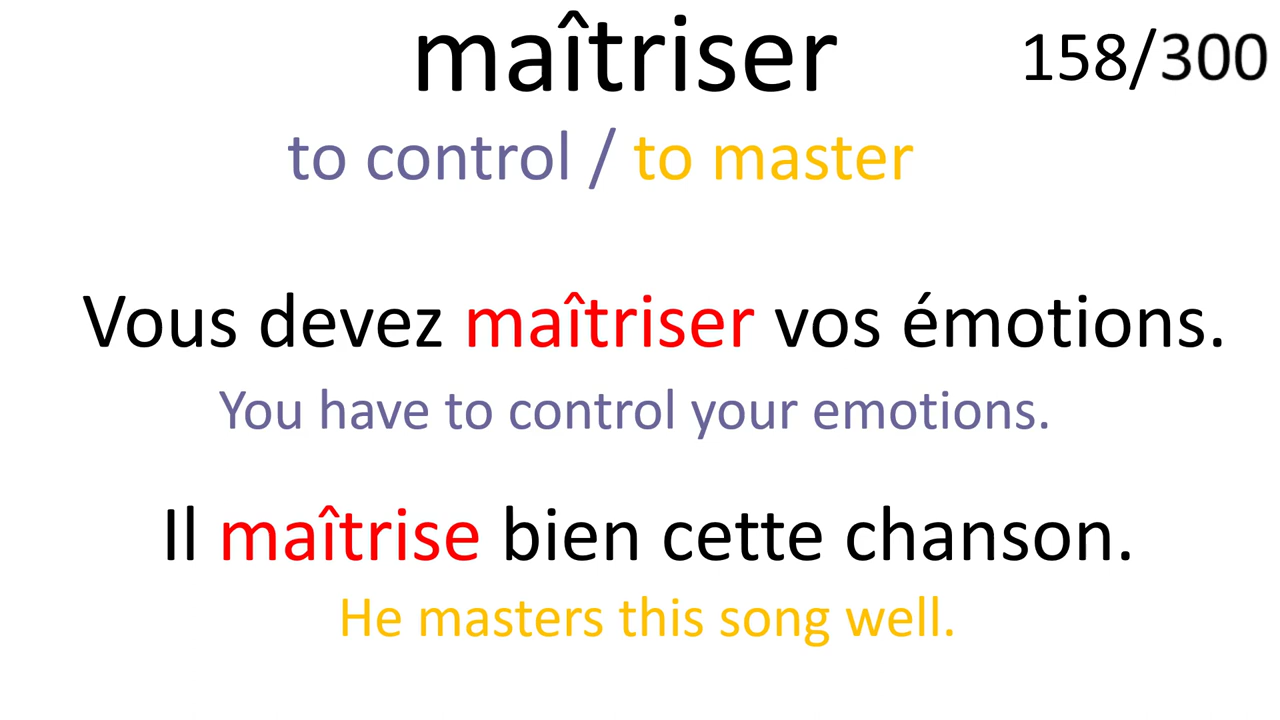 maîtriser
158/300
to control / to master
Vous devez maîtriser vos émotions.
You have to control your emotions.
Il maîtrise bien cette chanson.
He masters this song well.